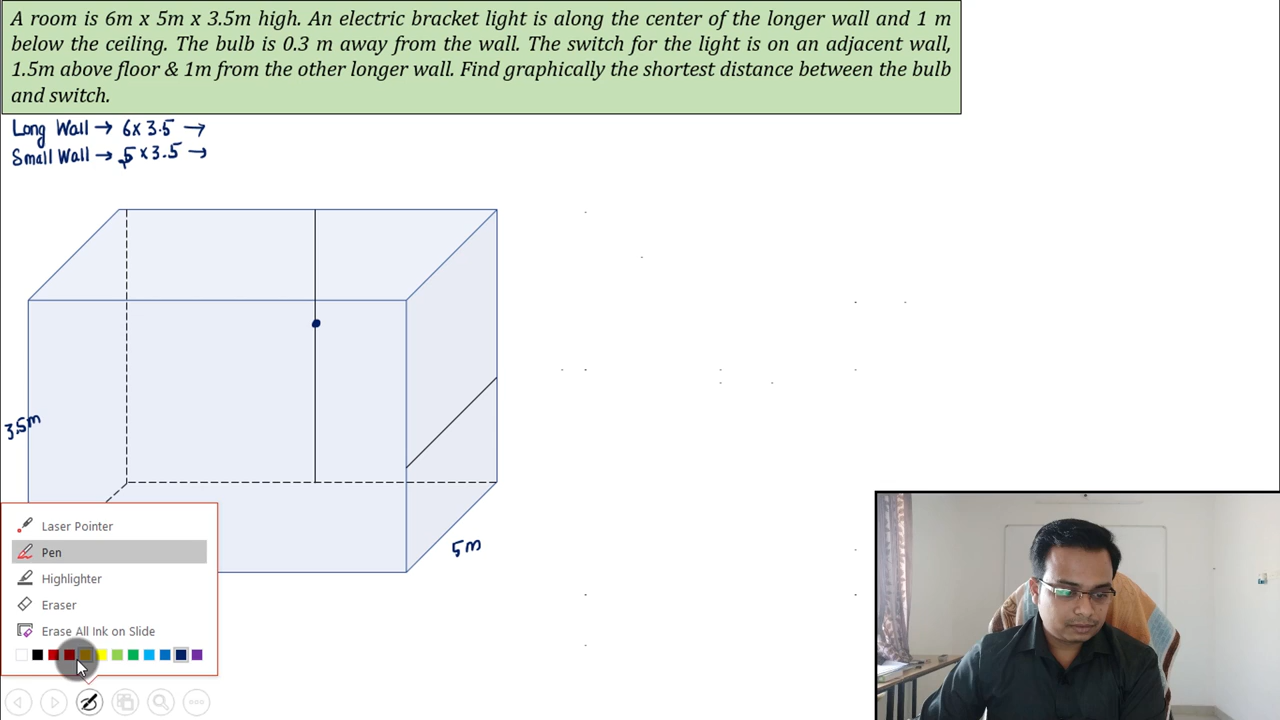 A room is 6m x 5m x 3.5m high. An electric bracket light is along the center of the longer wall and 1 m
below the ceiling. The bulb is 0.3 m away from the wall. The switch for the light is on an adjacent wall,
1.5m above floor & 1m from the other longer wall. Find graphically the shortest distance between the bulb
and switch.
Long Wall → 6 x 3.5 →
Small Wall → 5 x 3.5 →
3.5m
5m
Laser Pointer
Pen
Highlighter
Eraser
Erase All Ink on Slide